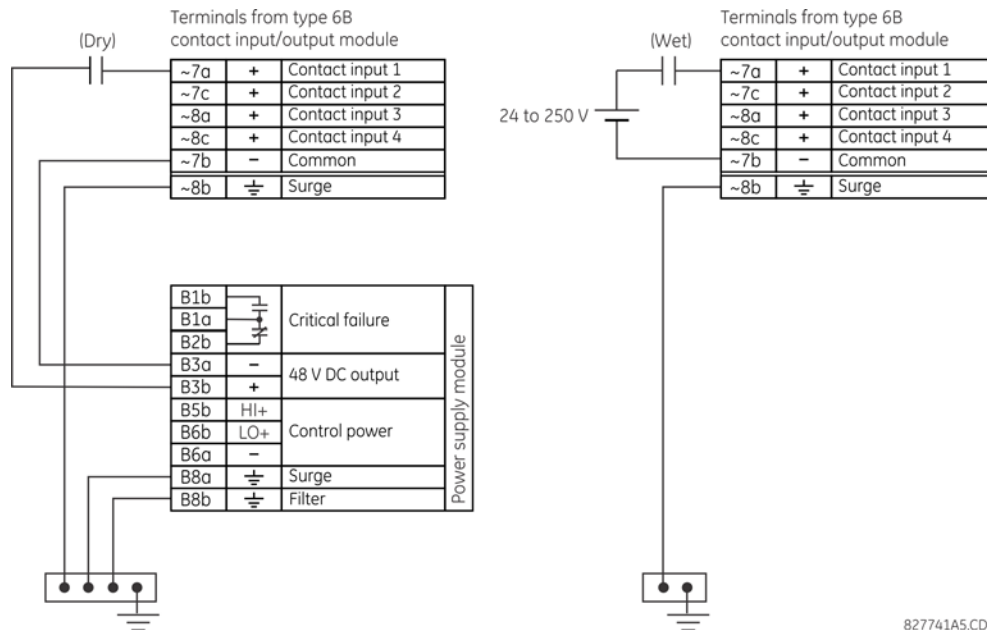 Terminals from type 6B
contact input/output module
(Dry)
~7a + Contact input 1
~7c + Contact input 2
~8a + Contact input 3
~8c + Contact input 4
~7b − Common
~8b Surge
B1b
B1a Critical failure
B2b
B3a −
48 V DC output
B3b +
B5b HI+
B6b LO+ Control power
B6a −
B8a Surge
B8b Filter
Power supply module
Terminals from type 6B
contact input/output module
(Wet)
24 to 250 V
~7a + Contact input 1
~7c + Contact input 2
~8a + Contact input 3
~8c + Contact input 4
~7b − Common
~8b Surge
827741A5.CD